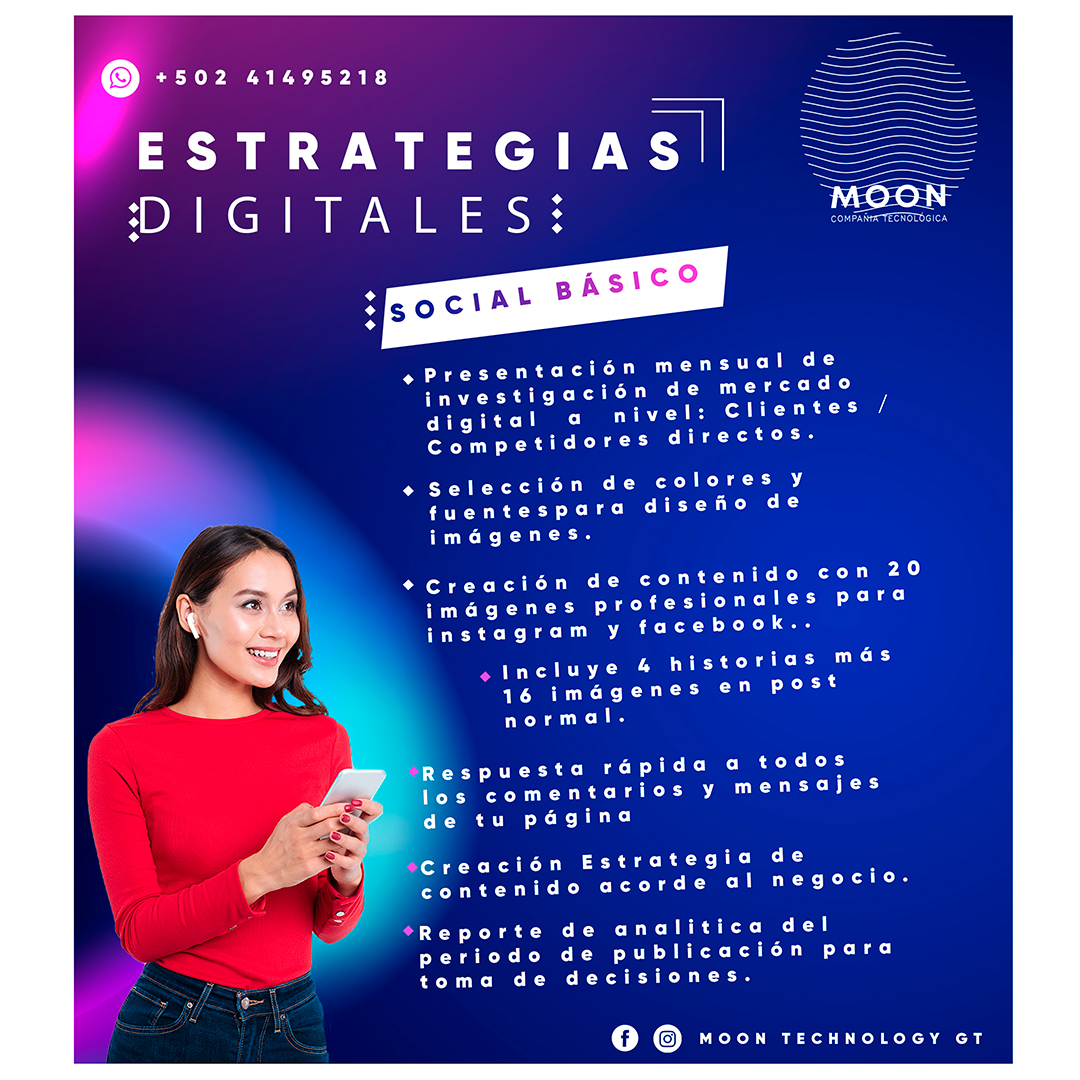 +502 41495218
ESTRATEGIAS
DIGITALES
MOON
COMPAÑIA TECNOLÓGICA
SOCIAL BÁSICO
Presentación mensual de
investigación de mercado
digital a nivel: Clientes /
Competidores directos.
Selección de colores y
fuentespara diseño de
imágenes.
Creación de contenido con 20
imágenes profesionales para
instagram y facebook..
Incluye 4 historias más
16 imágenes en post
normal.
Respuesta rápida a todos
los comentarios y mensajes
de tu página
Creación Estrategia de
contenido acorde al negocio.
Reporte de analitica del
periodo de publicación para
toma de decisiones.
MOON TECHNOLOGY GT